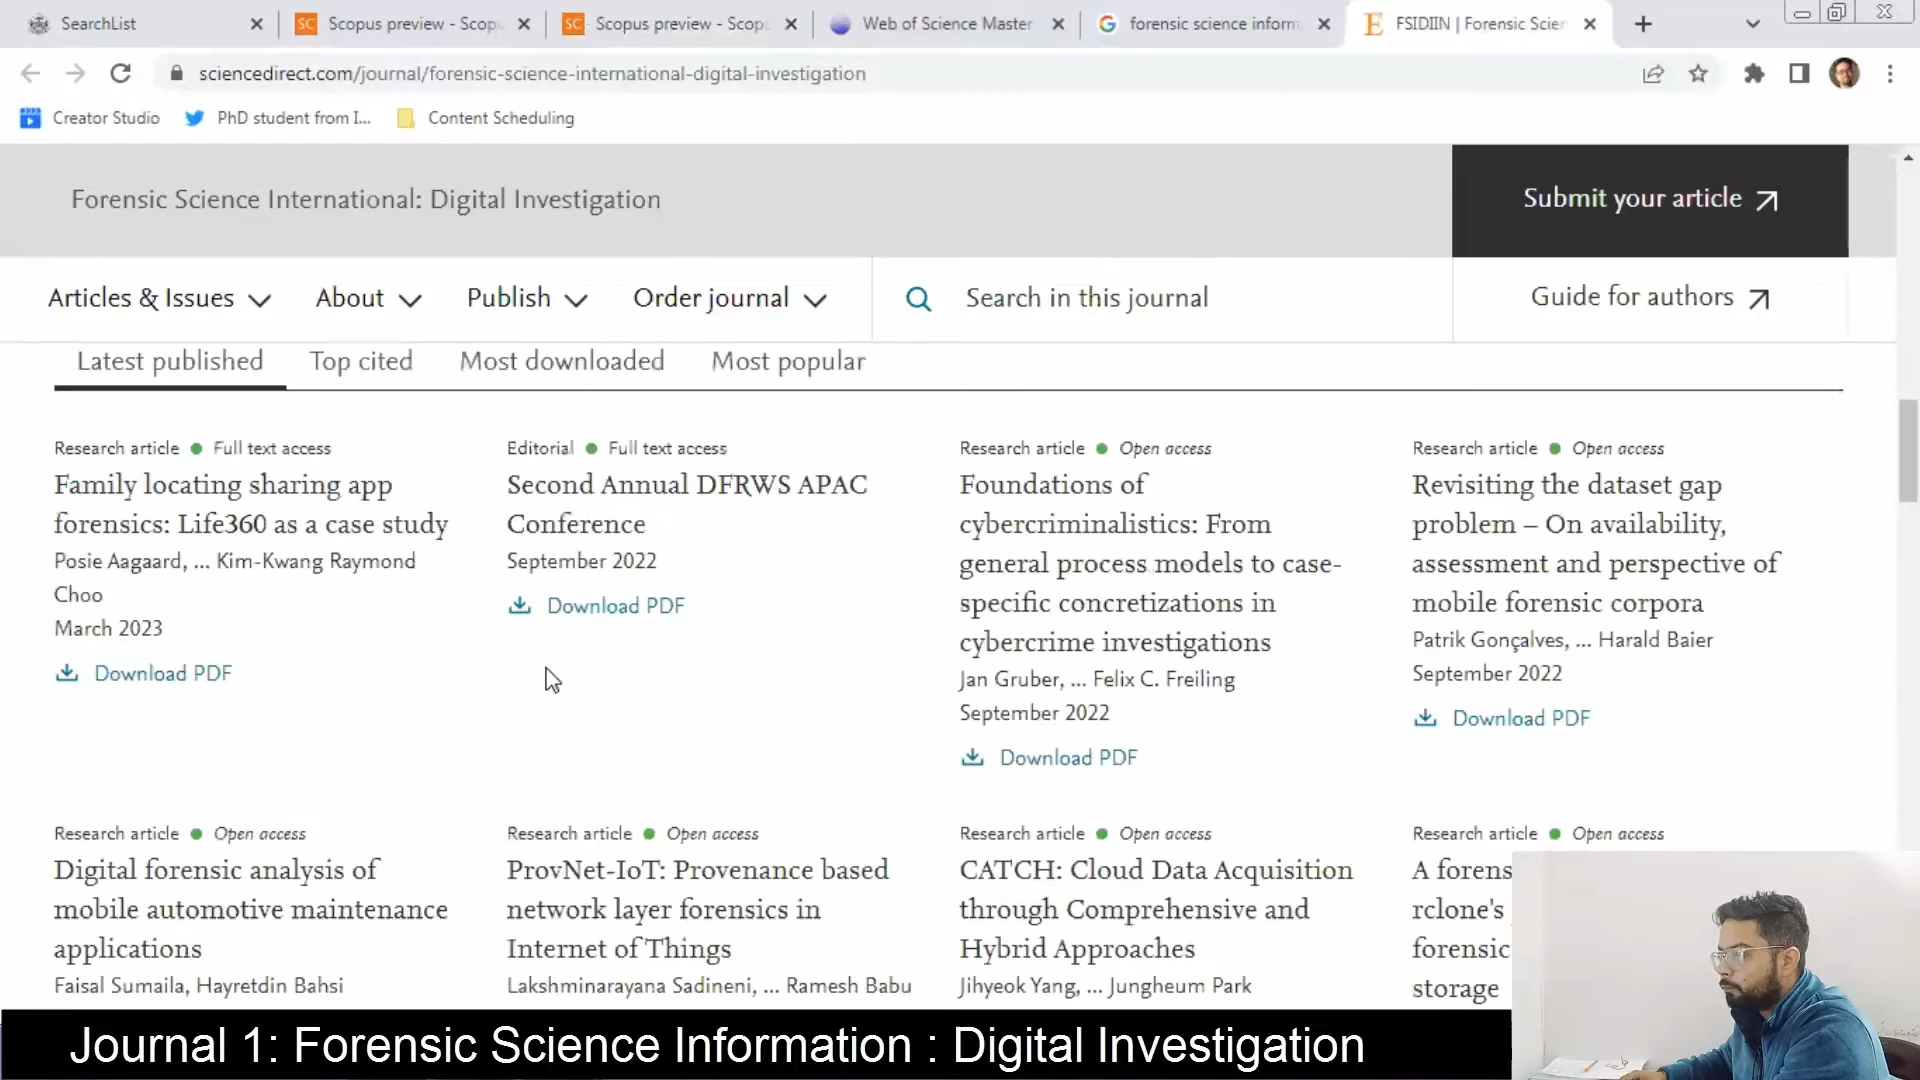 SearchList
Scopus preview - Scop
Scopus preview - Scop
Web of Science Master
forensic science inform
FSIDIIN | Forensic Scien
sciencedirect.com/journal/forensic-science-international-digital-investigation
Creator Studio
PhD student from I...
Content Scheduling
Forensic Science International: Digital Investigation
Submit your article
Articles & Issues
About
Publish
Order journal
Search in this journal
Guide for authors
Latest published
Top cited
Most downloaded
Most popular
Research article Full text access
Family locating sharing app
forensics: Life360 as a case study
Posie Aagaard, ... Kim-Kwang Raymond
Choo
March 2023
Download PDF
Editorial Full text access
Second Annual DFRWS APAC
Conference
September 2022
Download PDF
Research article Open access
Foundations of
cybercriminalistics: From
general process models to case-
specific concretizations in
cybercrime investigations
Jan Gruber, ... Felix C. Freiling
September 2022
Download PDF
Research article Open access
Revisiting the dataset gap
problem – On availability,
assessment and perspective of
mobile forensic corpora
Patrik Gonçalves, ... Harald Baier
September 2022
Download PDF
Research article Open access
Digital forensic analysis of
mobile automotive maintenance
applications
Faisal Sumaila, Hayretdin Bahsi
Research article Open access
ProvNet-IoT: Provenance based
network layer forensics in
Internet of Things
Lakshminarayana Sadineni, ... Ramesh Babu
Research article Open access
CATCH: Cloud Data Acquisition
through Comprehensive and
Hybrid Approaches
Jihyeok Yang, ... Jungheum Park
Research article Open access
A forens
rclone's
forensic
storage
Journal 1: Forensic Science Information : Digital Investigation